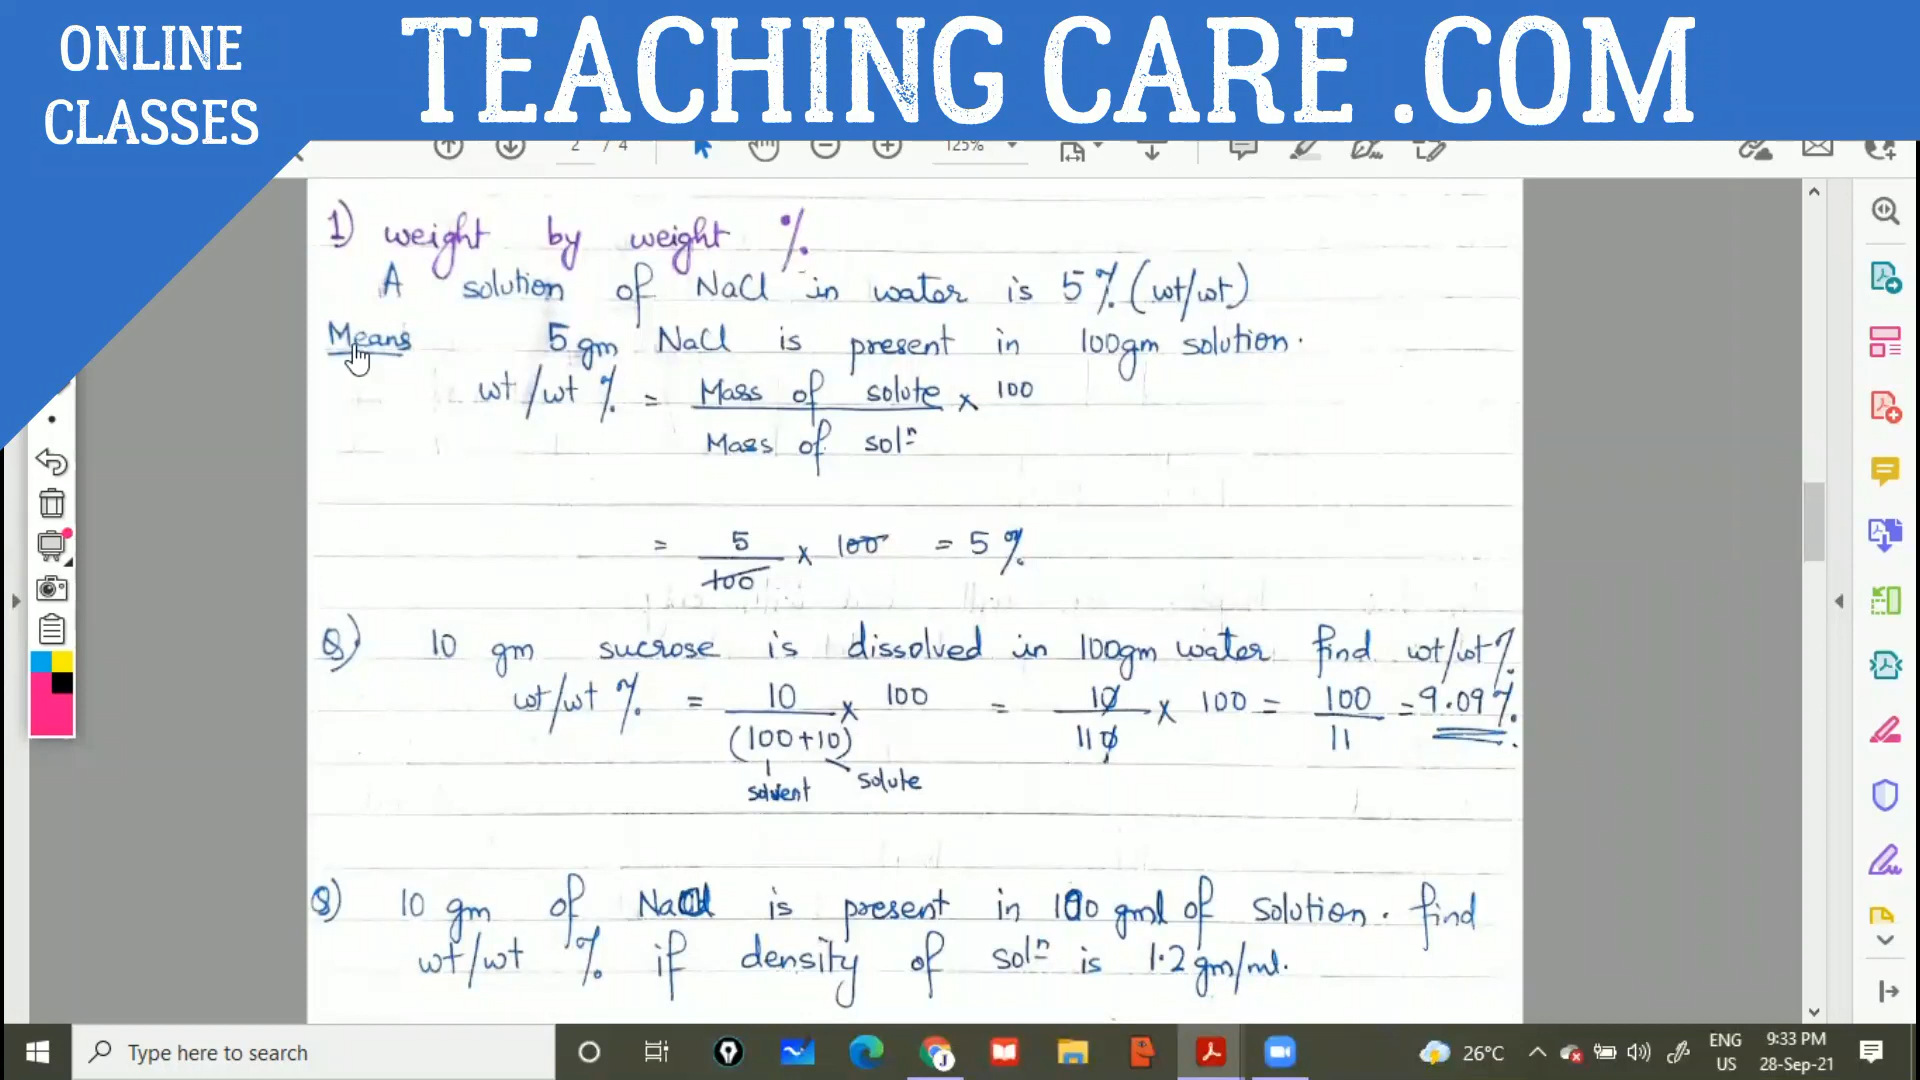 ONLINE
CLASSES
TEACHING CARE .COM
2 / 4
125%
1) weight by weight %
A solution of NaCl in water is 5% (wt/wt)
Means 5 gm NaCl is present in 100gm solution.
wt/wt % = Mass of solute × 100
Mass of solⁿ
= 5 × 100 = 5 %
100
Q) 10 gm sucrose is dissolved in 100gm water find wt/wt %
wt/wt % = 10 × 100 = 10 × 100 = 100 = 9.09 %.
(100+10) 110 11
solvent solute
Q) 10 gm of NaCl is present in 100 ml of solution. find
wt/wt % if density of solⁿ is 1.2 gm/ml.
Type here to search
26°C
ENG
US
9:33 PM
28-Sep-21